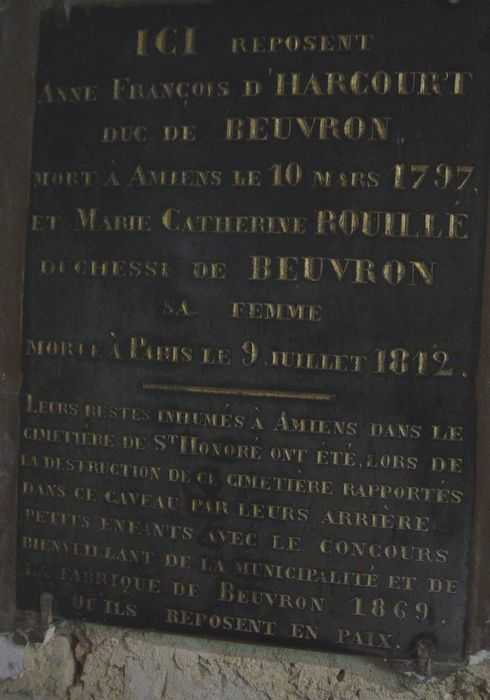 ICI REPOSENT
ANNE FRANÇOIS D'HARCOURT
DUC DE BEUVRON,
MORT À AMIENS LE 10 MARS 1797,
ET MARIE CATHERINE ROUILLÉ
DUCHESSE DE BEUVRON
SA FEMME
MORTE À PARIS LE 9 JUILLET 1812.
LEURS RESTES INHUMÉS À AMIENS DANS LE
CIMETIÈRE DE ST HONORÉ ONT ÉTÉ, LORS DE
LA DESTRUCTION DE CE CIMETIÈRE RAPPORTÉS
DANS CE CAVEAU PAR LEURS ARRIÈRE
PETITS ENFANTS AVEC LE CONCOURS
BIENVEILLANT DE LA MUNICIPALITÉ ET DE
LA FABRIQUE DE BEUVRON 1869.
QU'ILS REPOSENT EN PAIX.